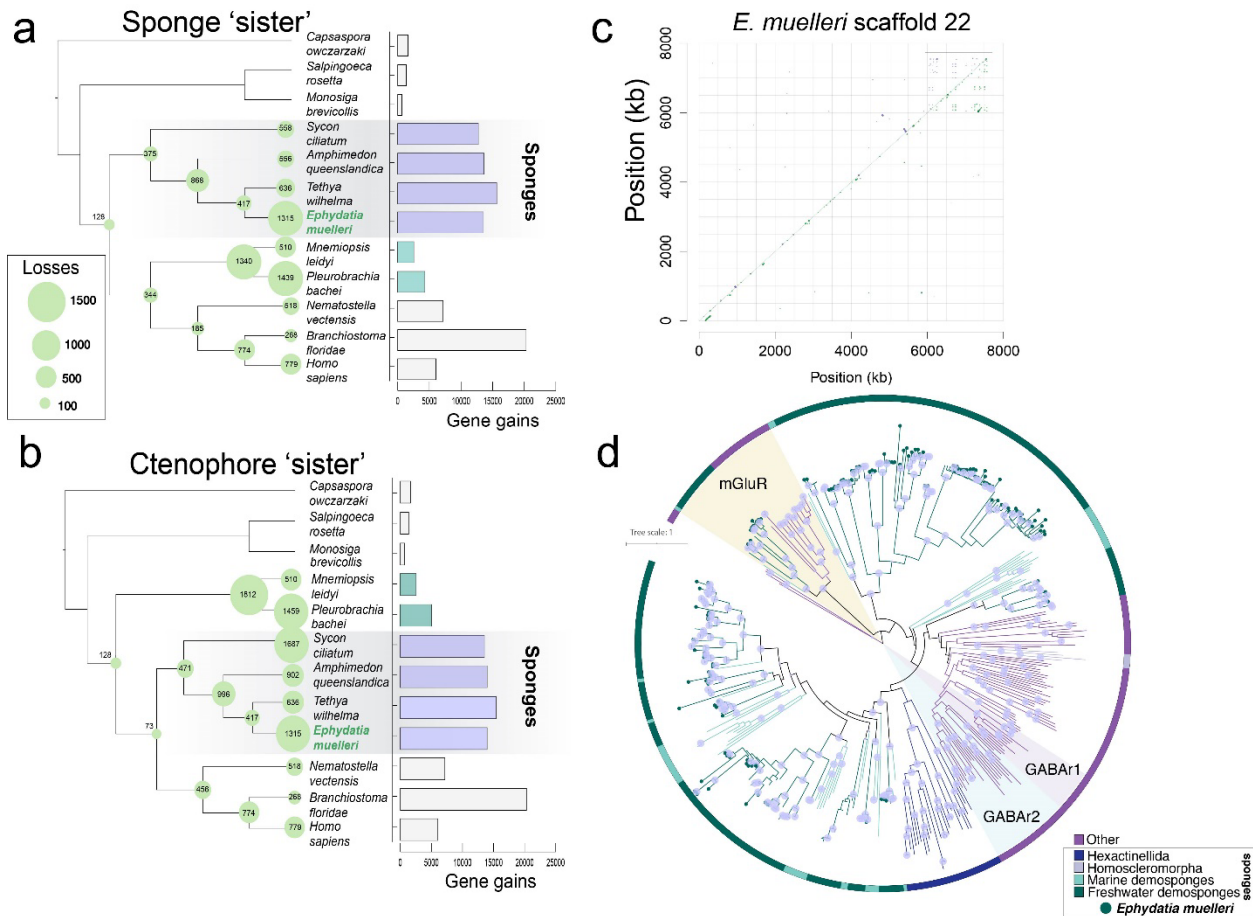 a
Sponge ‘sister’
Capsaspora
owczarzaki
Salpingoeca
rosetta
Monosiga
brevicollis
558
Sycon
ciliatum
375
556
Amphimedon
queenslandica
868
636
Tethya
wilhelma
417
1315
Ephydatia
muelleri
128
510
Mnemiopsis
leidyi
1340
1439
Pleurobrachia
bachei
344
518
Nematostella
vectensis
185
268
Branchiostoma
floridae
774
779
Homo
sapiens
Sponges
Losses
1500
1000
500
100
0 5000 10000 15000 20000 25000
Gene gains
b
Ctenophore ‘sister’
Capsaspora
owczarzaki
Salpingoeca
rosetta
Monosiga
brevicollis
510
Mnemiopsis
leidyi
1812
1459
Pleurobrachia
bachei
128
1687
Sycon
ciliatum
471
902
Amphimedon
queenslandica
996
636
Tethya
wilhelma
417
1315
Ephydatia
muelleri
73
518
Nematostella
vectensis
456
268
Branchiostoma
floridae
774
779
Homo
sapiens
Sponges
0 5000 10000 15000 20000 25000
Gene gains
c
E. muelleri scaffold 22
Position (kb)
8000
6000
4000
2000
0
0 2000 4000 6000 8000
Position (kb)
d
mGluR
Tree scale: 1
GABAr1
GABAr2
Other
Hexactinellida
Homoscleromorpha
Marine demosponges
Freshwater demosponges
Ephydatia muelleri
sponges